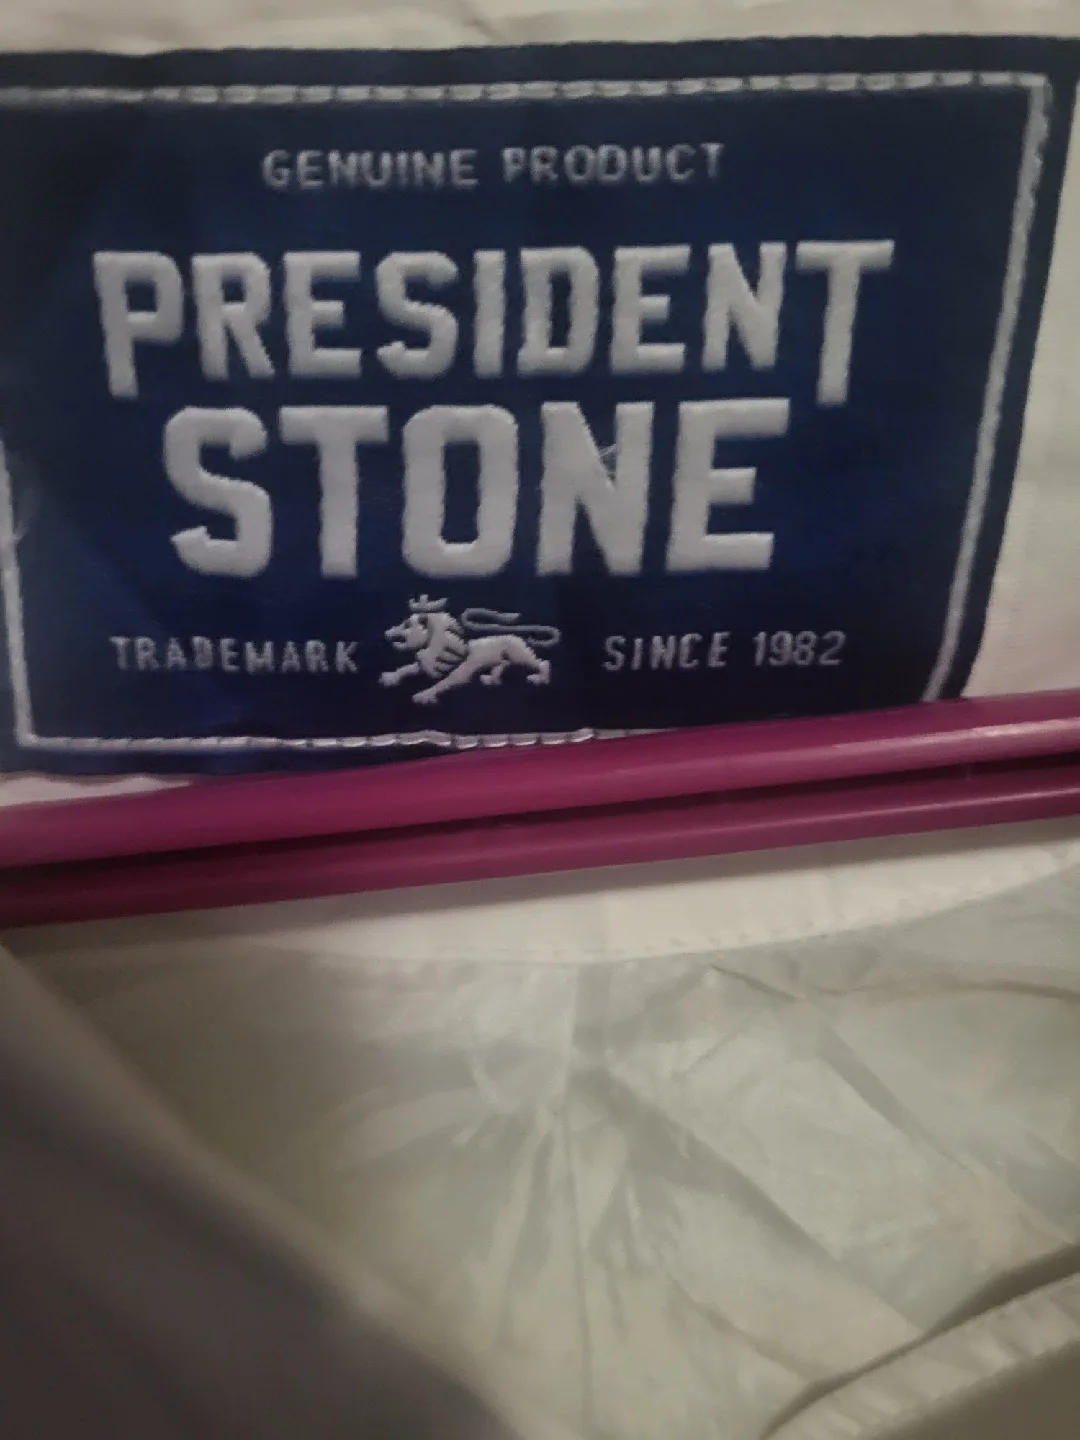 GENUINE PRODUCT
PRESIDENT
STONE
TRADEMARK SINCE 1982